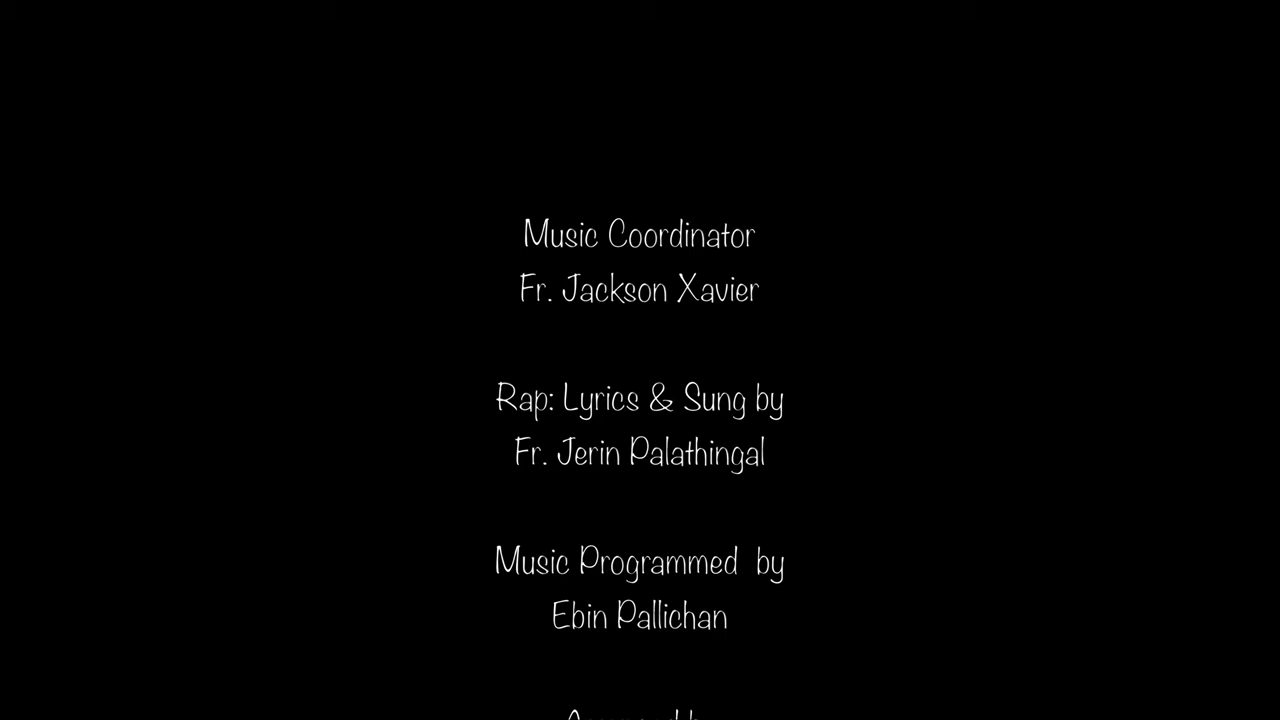 Music Coordinator
Fr. Jackson Xavier
Rap: Lyrics & Sung by
Fr. Jerin Palathingal
Music Programmed by
Ebin Pallichan